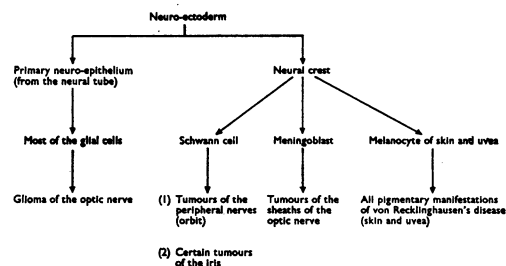 Neuro-ectoderm
Primary neuro-epithelium
(from the neural tube)
Neural crest
Most of the glial cells
Schwann cell
Meningoblast
Melanocyte of skin and uvea
Glioma of the optic nerve
(1) Tumours of the
peripheral nerves
(orbit)
Tumours of the
sheaths of the
optic nerve
All pigmentary manifestations
of von Recklinghausen's disease
(skin and uvea)
(2) Certain tumours
of the iris